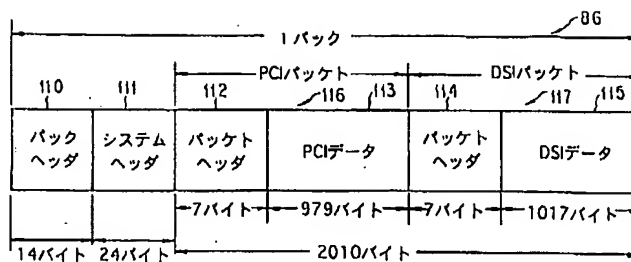 86
1パック
PCIパケット
DSIパケット
110
111
112
116
113
114
117
115
パック
ヘッダ
システム
ヘッダ
パケット
ヘッダ
PCIデータ
パケット
ヘッダ
DSIデータ
7バイト
979バイト
7バイト
1017バイト
14バイト
24バイト
2010バイト